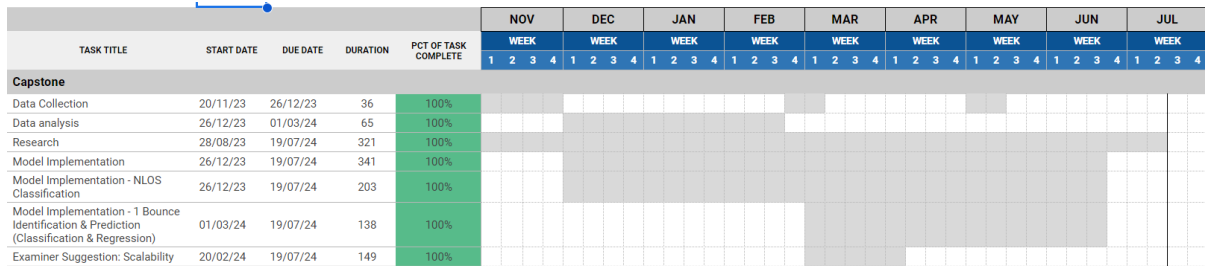 NOV DEC JAN FEB MAR APR MAY JUN JUL
TASK TITLE START DATE DUE DATE DURATION PCT OF TASK COMPLETE WEEK WEEK WEEK WEEK WEEK WEEK WEEK WEEK WEEK
1 2 3 4 1 2 3 4 1 2 3 4 1 2 3 4 1 2 3 4 1 2 3 4 1 2 3 4 1 2 3 4 1 2 3 4
Capstone
Data Collection 20/11/23 26/12/23 36 100%
Data analysis 26/12/23 01/03/24 65 100%
Research 28/08/23 19/07/24 321 100%
Model Implementation 26/12/23 19/07/24 341 100%
Model Implementation - NLOS
Classification 26/12/23 19/07/24 203 100%
Model Implementation - 1 Bounce
Identification & Prediction 01/03/24 19/07/24 138 100%
(Classification & Regression)
Examiner Suggestion: Scalability 20/02/24 19/07/24 149 100%